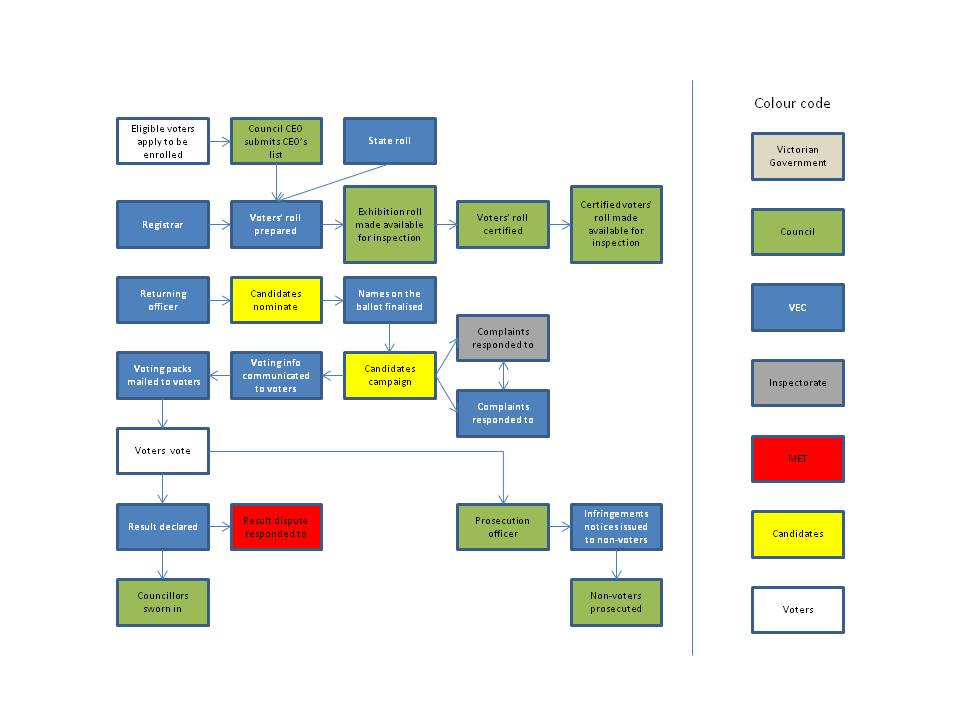 Colour code
Eligible voters
apply to be
enrolled
Council CEO
submits CEO's
list
State roll
Victorian
Government
Registrar
Voters' roll
prepared
Exhibition roll
made available
for inspection
Voters' roll
certified
Certified voters'
roll made
available for
inspection
Council
Returning
officer
Candidates
nominate
Names on the
ballot finalised
VEC
Complaints
responded to
Voting packs
mailed to voters
Voting info
communicated
to voters
Candidates
campaign
Complaints
responded to
Inspectorate
Voters vote
MET
Result declared
Result dispute
responded to
Prosecution
officer
Infringements
notices issued
to non-voters
Candidates
Councillors
sworn in
Non-voters
prosecuted
Voters